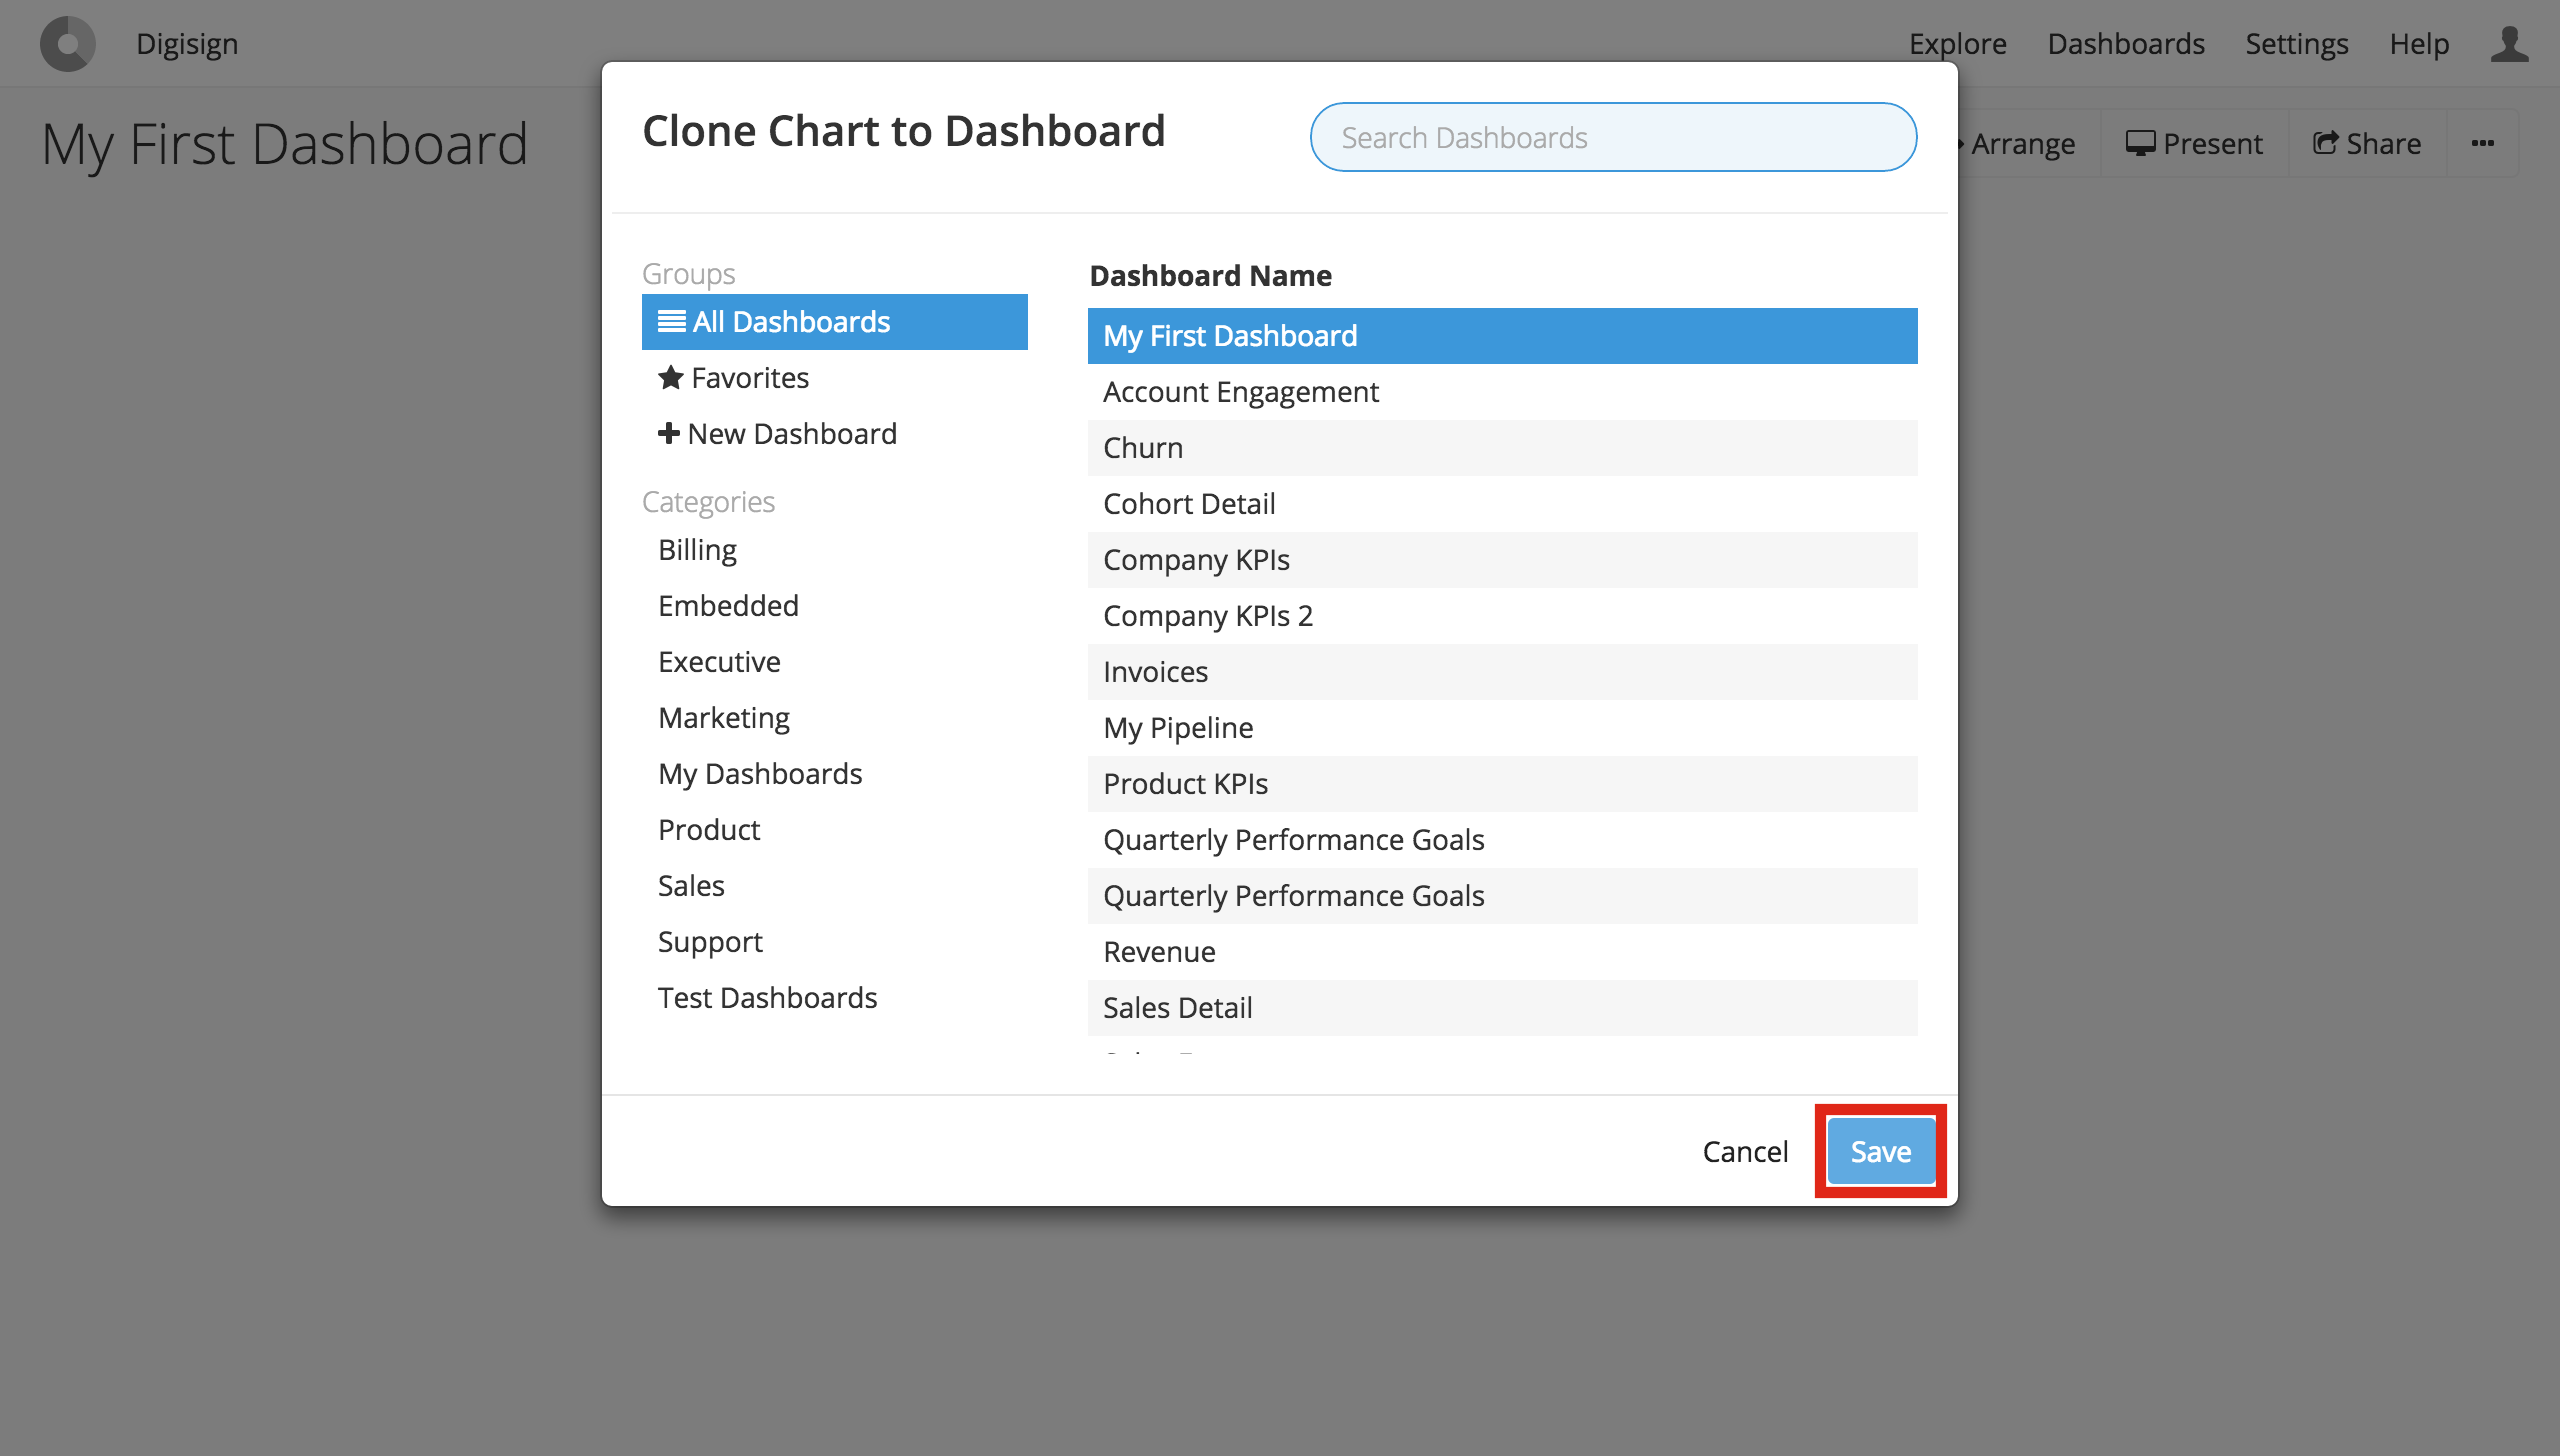 Digisign
Explore Dashboards Settings Help
My First Dashboard
Arrange Present Share
Clone Chart to Dashboard
Search Dashboards
Groups
All Dashboards
Favorites
New Dashboard
Categories
Billing
Embedded
Executive
Marketing
My Dashboards
Product
Sales
Support
Test Dashboards
Dashboard Name
My First Dashboard
Account Engagement
Churn
Cohort Detail
Company KPIs
Company KPIs 2
Invoices
My Pipeline
Product KPIs
Quarterly Performance Goals
Quarterly Performance Goals
Revenue
Sales Detail
Cancel Save